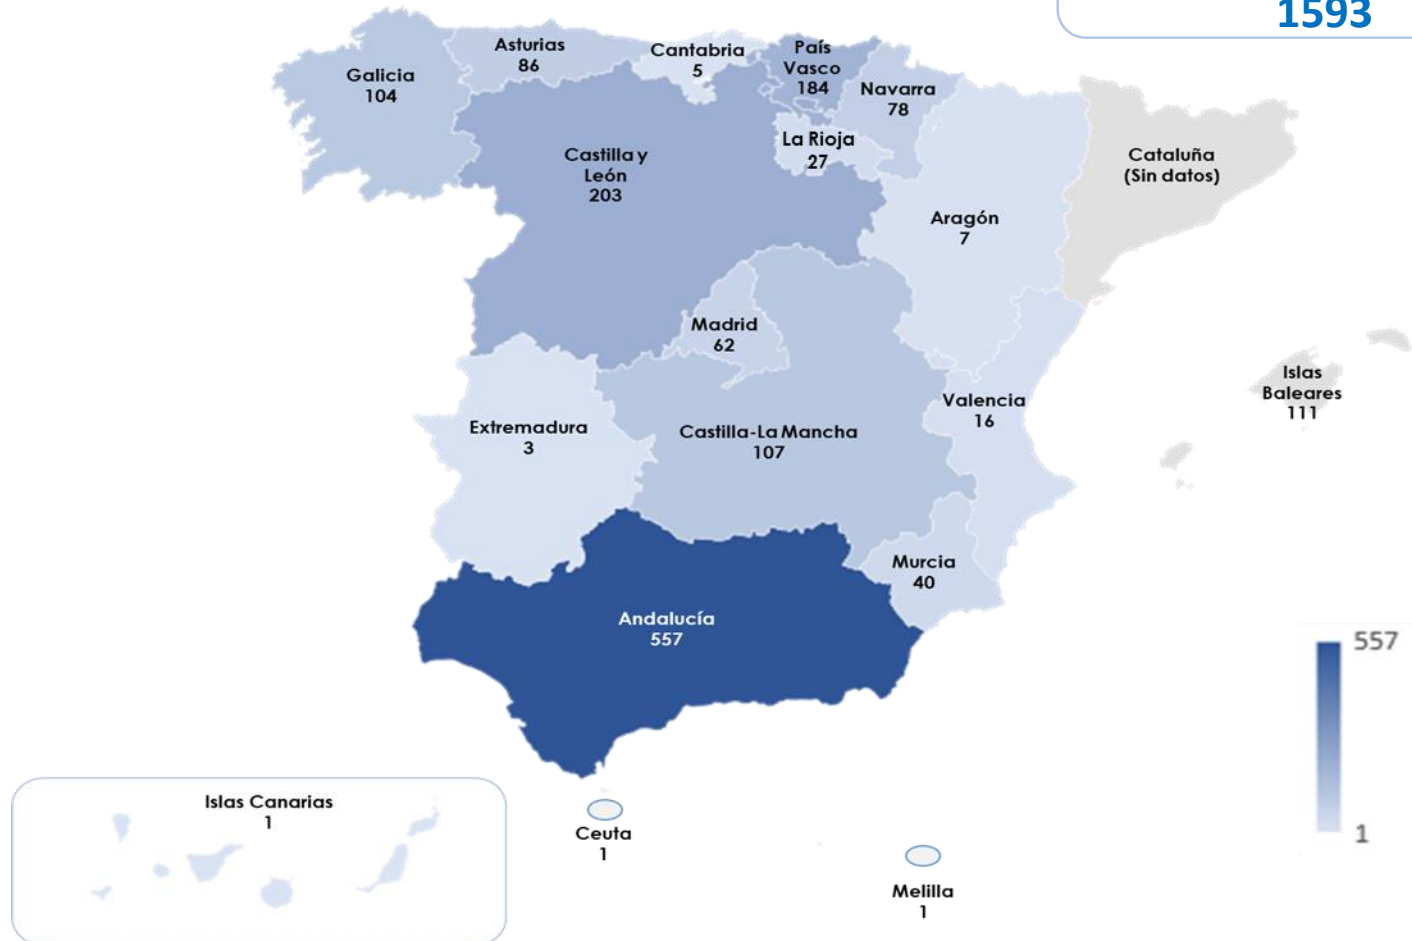 1593
Asturias
86
Cantabria
5
País
Vasco
184
Galicia
104
Navarra
78
La Rioja
27
Castilla y
León
203
Cataluña
(Sin datos)
Aragón
7
Madrid
62
Islas
Baleares
111
Valencia
16
Extremadura
3
Castilla-La Mancha
107
Murcia
40
Andalucía
557
557
1
Islas Canarias
1
Ceuta
1
Melilla
1